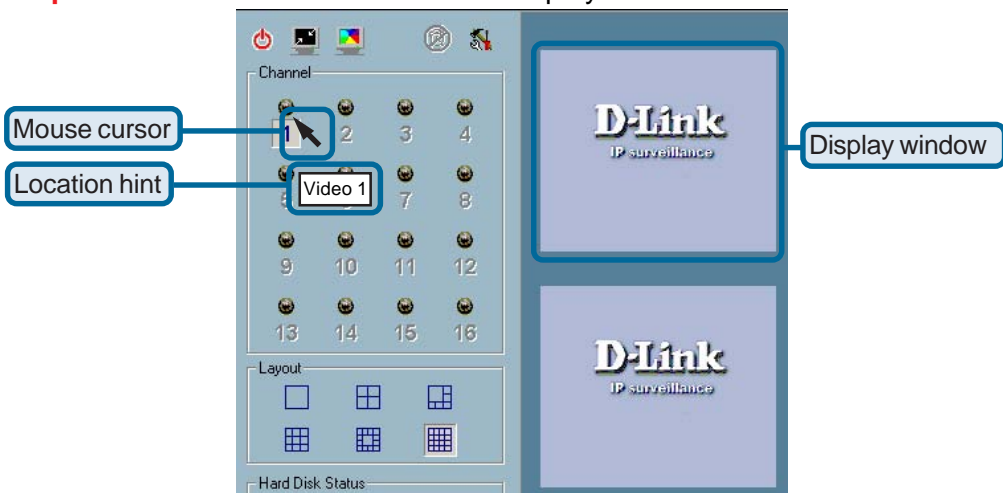 Channel
1 2 3 4
Mouse cursor
Location hint
Video 1
7 8
9 10 11 12
13 14 15 16
Layout
Hard Disk Status
D-Link
IP surveillance
Display window
D-Link
IP surveillance